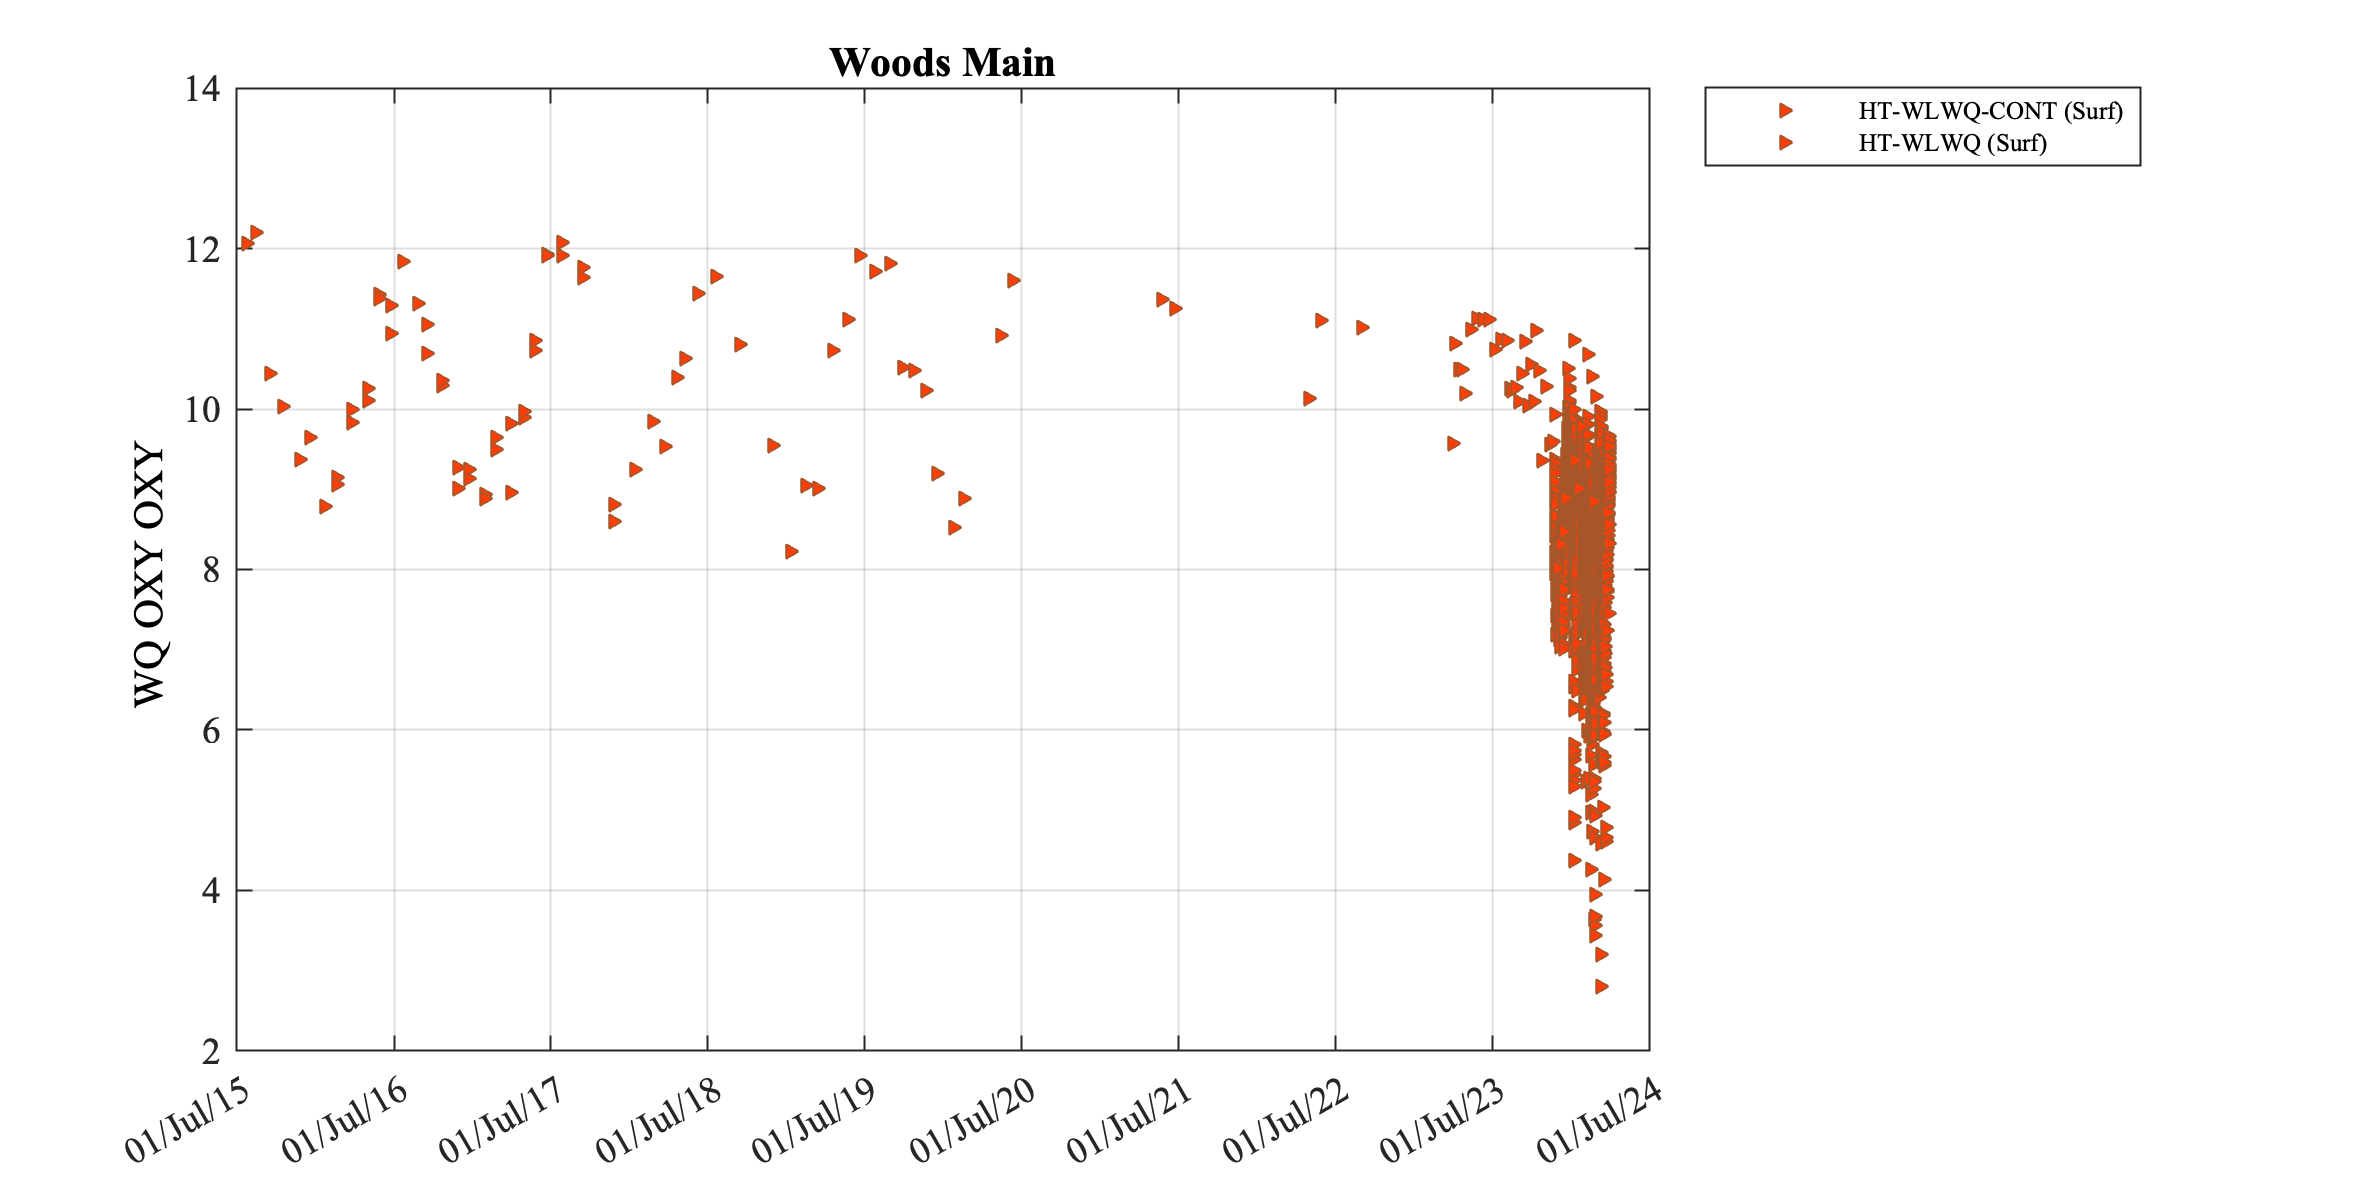 Woods Main
HT-WLWQ-CONT (Surf)
HT-WLWQ (Surf)
WQ OXY OXY
14
12
10
8
6
4
2
01/Jul/15
01/Jul/16
01/Jul/17
01/Jul/18
01/Jul/19
01/Jul/20
01/Jul/21
01/Jul/22
01/Jul/23
01/Jul/24